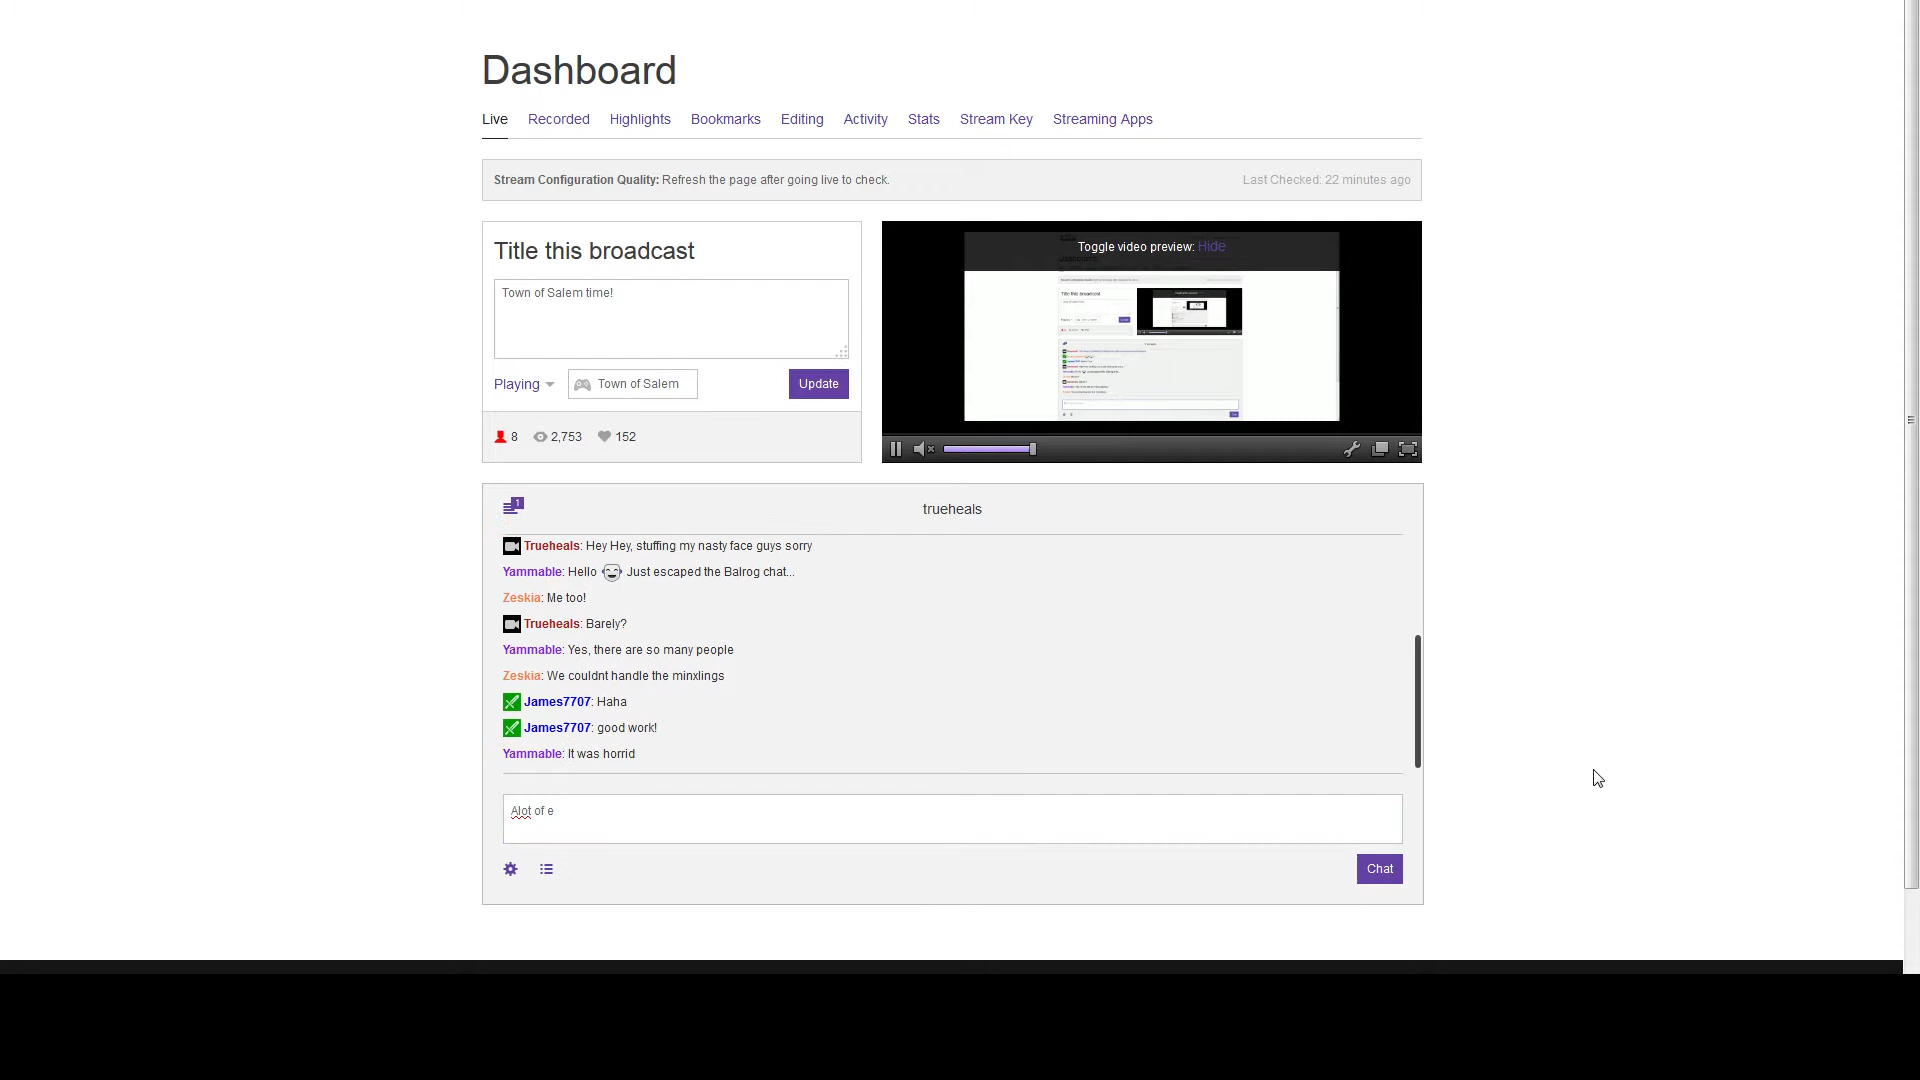 Dashboard
Live Recorded Highlights Bookmarks Editing Activity Stats Stream Key Streaming Apps
Stream Configuration Quality: Refresh the page after going live to check. Last Checked: 22 minutes ago
Title this broadcast
Toggle video preview: Hide
Town of Salem time!
Playing Town of Salem Update
8 2,753 152
1
trueheals
Trueheals: Hey Hey, stuffing my nasty face guys sorry
Yammable: Hello Just escaped the Balrog chat...
Zeskia: Me too!
Trueheals: Barely?
Yammable: Yes, there are so many people
Zeskia: We couldnt handle the minxlings
James7707: Haha
James7707: good work!
Yammable: It was horrid
Alot of e
Chat